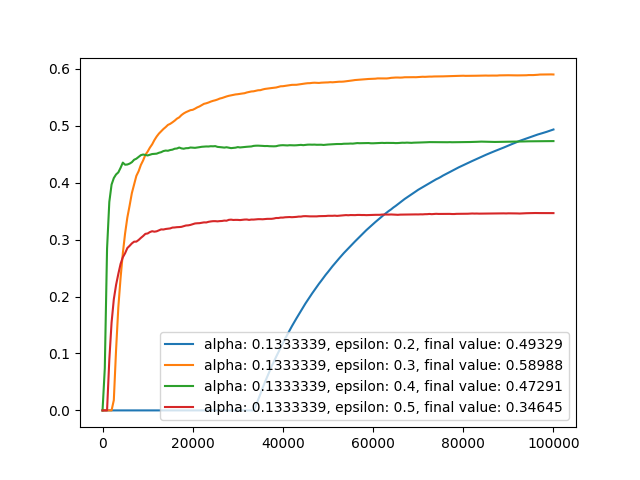 0.6
0.5
0.4
0.3
0.2
0.1
0.0
alpha: 0.1333339, epsilon: 0.2, final value: 0.49329
alpha: 0.1333339, epsilon: 0.3, final value: 0.58988
alpha: 0.1333339, epsilon: 0.4, final value: 0.47291
alpha: 0.1333339, epsilon: 0.5, final value: 0.34645
0 20000 40000 60000 80000 100000